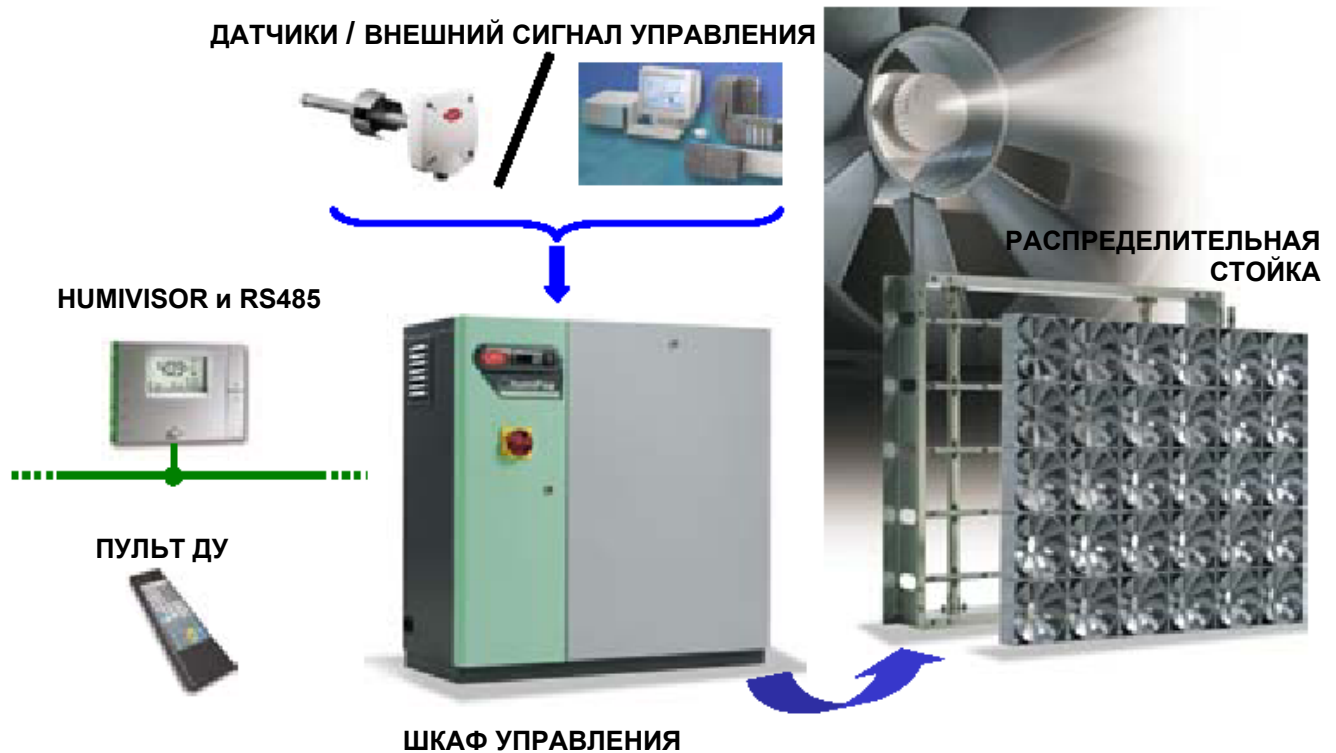 ДАТЧИКИ / ВНЕШНИЙ СИГНАЛ УПРАВЛЕНИЯ
РАСПРЕДЕЛИТЕЛЬНАЯ
СТОЙКА
HUMIVISOR и RS485
ПУЛЬТ ДУ
ШКАФ УПРАВЛЕНИЯ